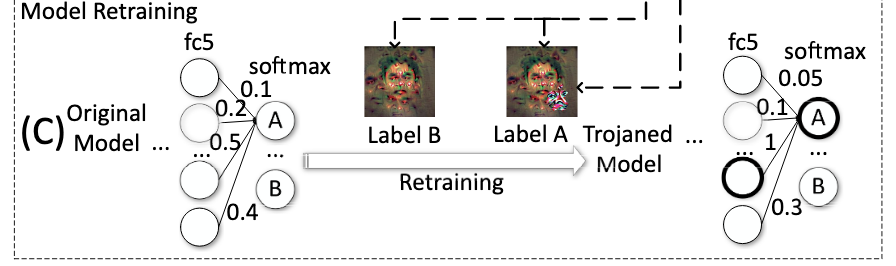 Model Retraining
fc5
softmax
0.1
0.2
0.5
0.4
A
...
B
(C) Original
Model ...
...
Label B
Label A
Retraining
Trojaned
Model
...
fc5
softmax
0.05
0.1
1
0.3
A
...
B
...